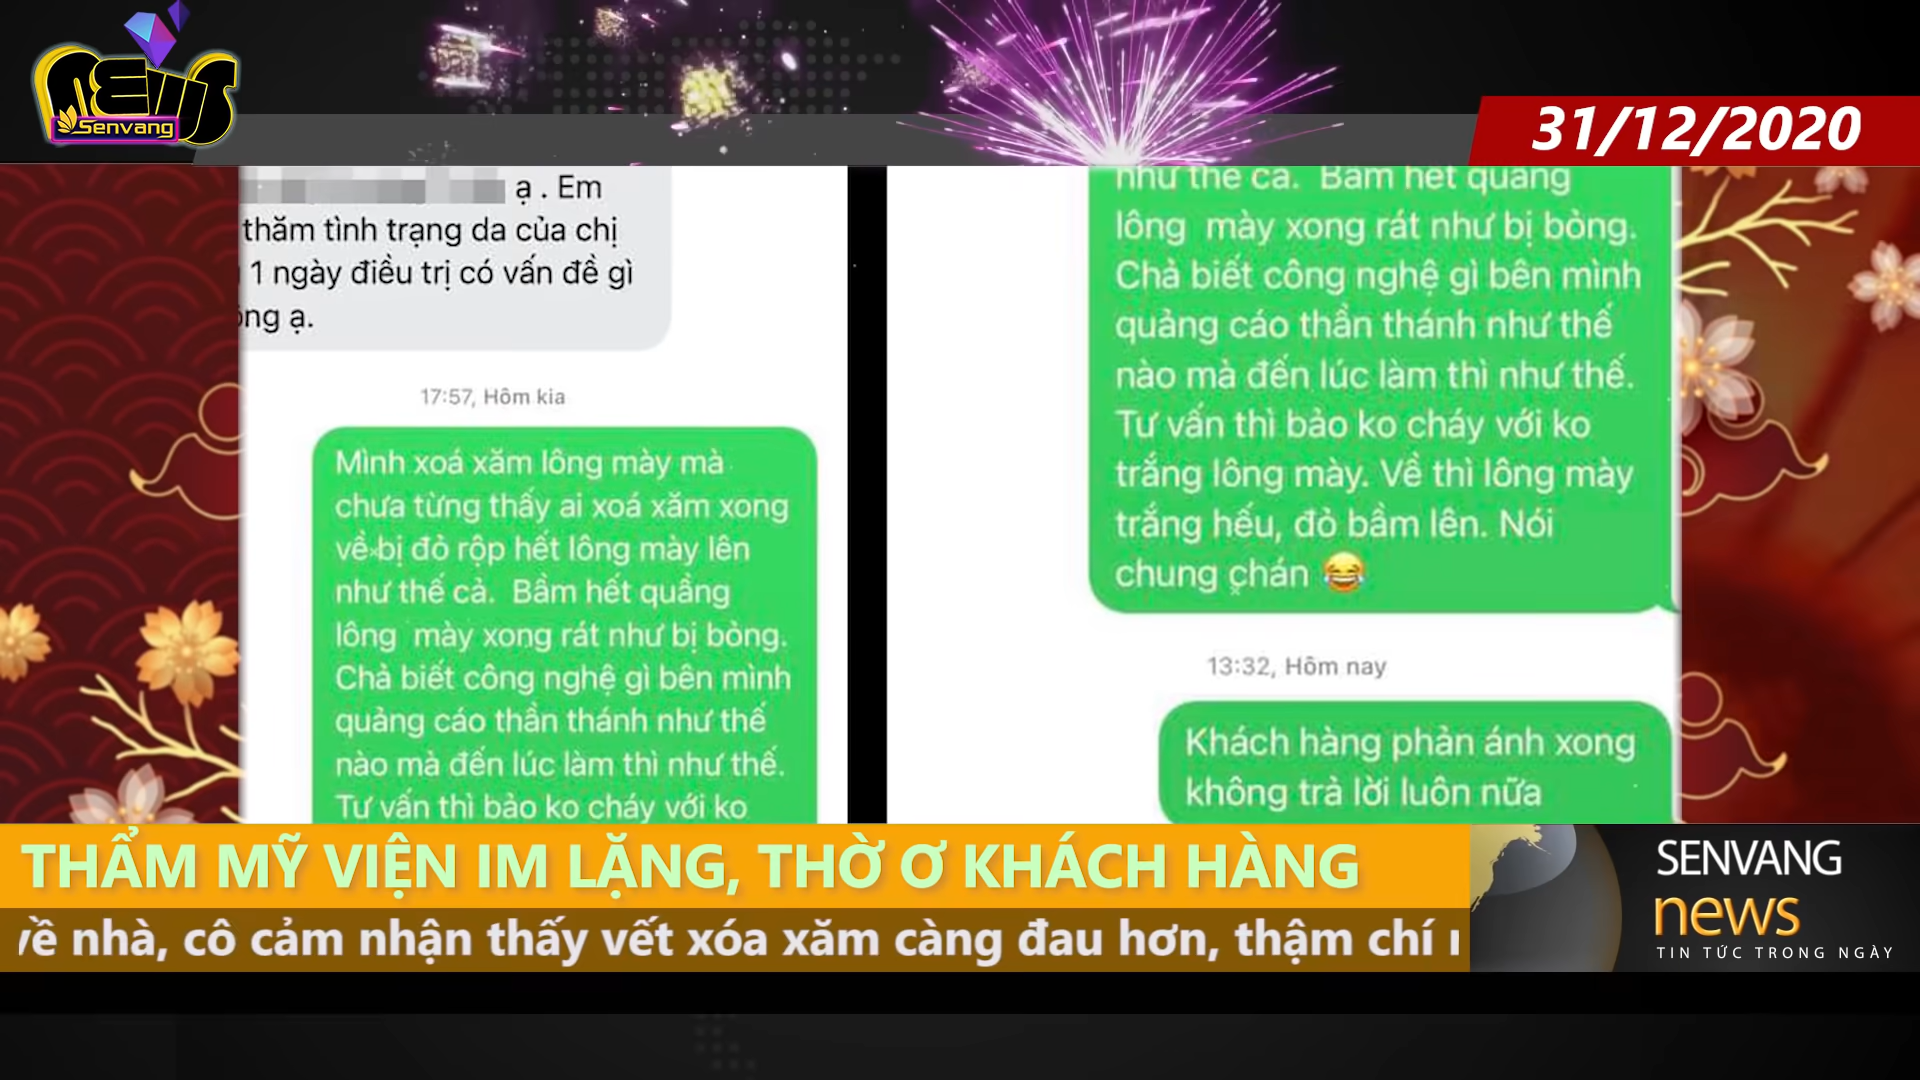 news
Senvang
31/12/2020
ạ . Em
thăm tình trạng da của chị
1 ngày điều trị có vấn đề gì
ạ.
17:57, Hôm kia
Mình xoá xăm lông mày mà
chưa từng thấy ai xoá xăm xong
về bị đỏ rộp hết lông mày lên
như thế cả. Bầm hết quầng
lông mày xong rát như bị bỏng.
Chả biết công nghệ gì bên mình
quảng cáo thần thánh như thế
nào mà đến lúc làm thì như thế.
Tư vấn thì bảo ko cháy với ko
như thế cả. Bầm hết quầng
lông mày xong rát như bị bỏng.
Chả biết công nghệ gì bên mình
quảng cáo thần thánh như thế
nào mà đến lúc làm thì như thế.
Tư vấn thì bảo ko cháy với ko
trắng lông mày. Về thì lông mày
trắng hếu, đỏ bầm lên. Nói
chung chán 😂
13:32, Hôm nay
Khách hàng phản ánh xong
không trả lời luôn nữa
THẨM MỸ VIỆN IM LẶNG, THỜ Ơ KHÁCH HÀNG
về nhà, cô cảm nhận thấy vết xóa xăm càng đau hơn, thậm chí
SENVANG
news
TIN TỨC TRONG NGÀY